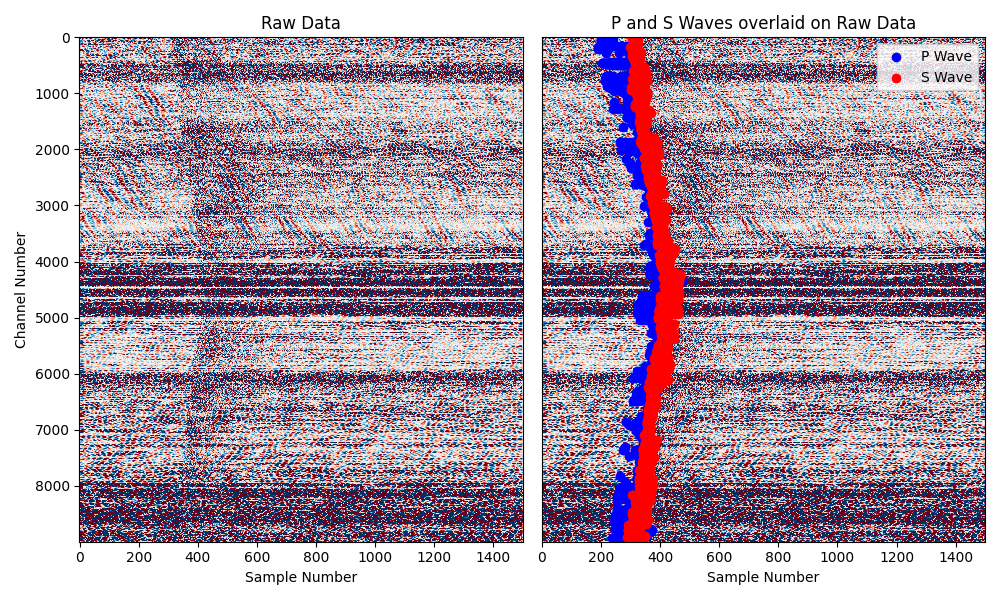 Raw Data
Channel Number
0
1000
2000
3000
4000
5000
6000
7000
8000
0 200 400 600 800 1000 1200 1400
Sample Number
P and S Waves overlaid on Raw Data
P Wave
S Wave
0 200 400 600 800 1000 1200 1400
Sample Number